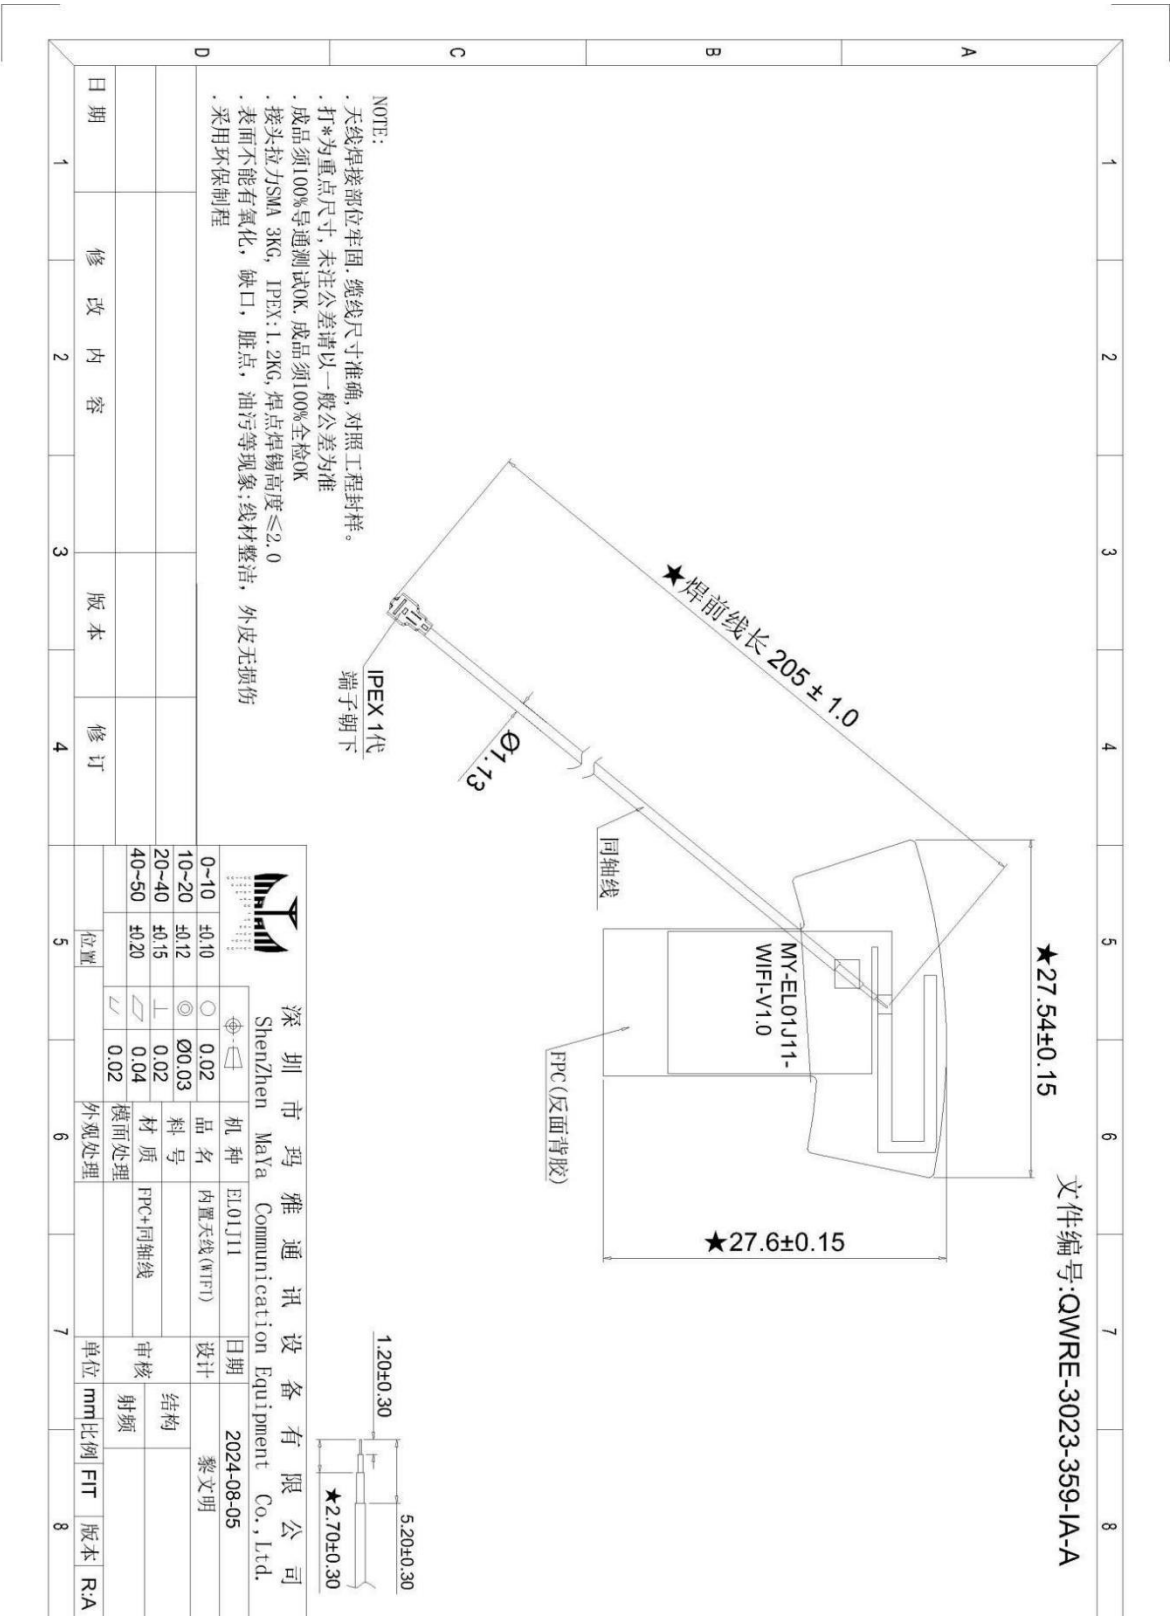 文件编号:QWRE-3023-359-IA-A
1
2
3
4
5
6
7
8
A
B
C
D
★27.54±0.15
★27.6±0.15
★焊前线长 205±1.0
Ø1.13
IPEX 1代
端子朝下
同轴线
MY-EL01J11-
WIFI-V1.0
FPC(反面背胶)
1.20±0.30
5.20±0.30
★2.70±0.30
NOTE:
.天线焊接部位牢固.缆线尺寸准确,对照工程封样。
.打*为重点尺寸,未注公差请以一般公差为准
.成品须100%导通测试OK.成品须100%全检OK
.接头拉力SMA 3KG, IPEX:1.2KG,焊点焊锡高度≤2.0
.表面不能有氧化, 缺口, 脏点, 油污等现象;线材整洁, 外皮无损伤
.采用环保制程
深圳市玛雅通讯设备有限公司
ShenZhen MaYa Communication Equipment Co.,Ltd.
机种 EL01J11 日期 2024-08-05
0~10 ±0.10 ○ 0.02 品名 内置天线(WIFI) 设计 黎文明
10~20 ±0.12 ◎ Ø0.03 料号
20~40 ±0.15 ⊥ 0.02 材质 FPC+同轴线 审核 结构
40~50 ±0.20 ▱ 0.04 模面处理 射频
// 0.02
位置 外观处理 单位 mm 比例 FIT 版本 R:A
日期 修改内容 版本 修订
1
2
3
4
5
6
7
8